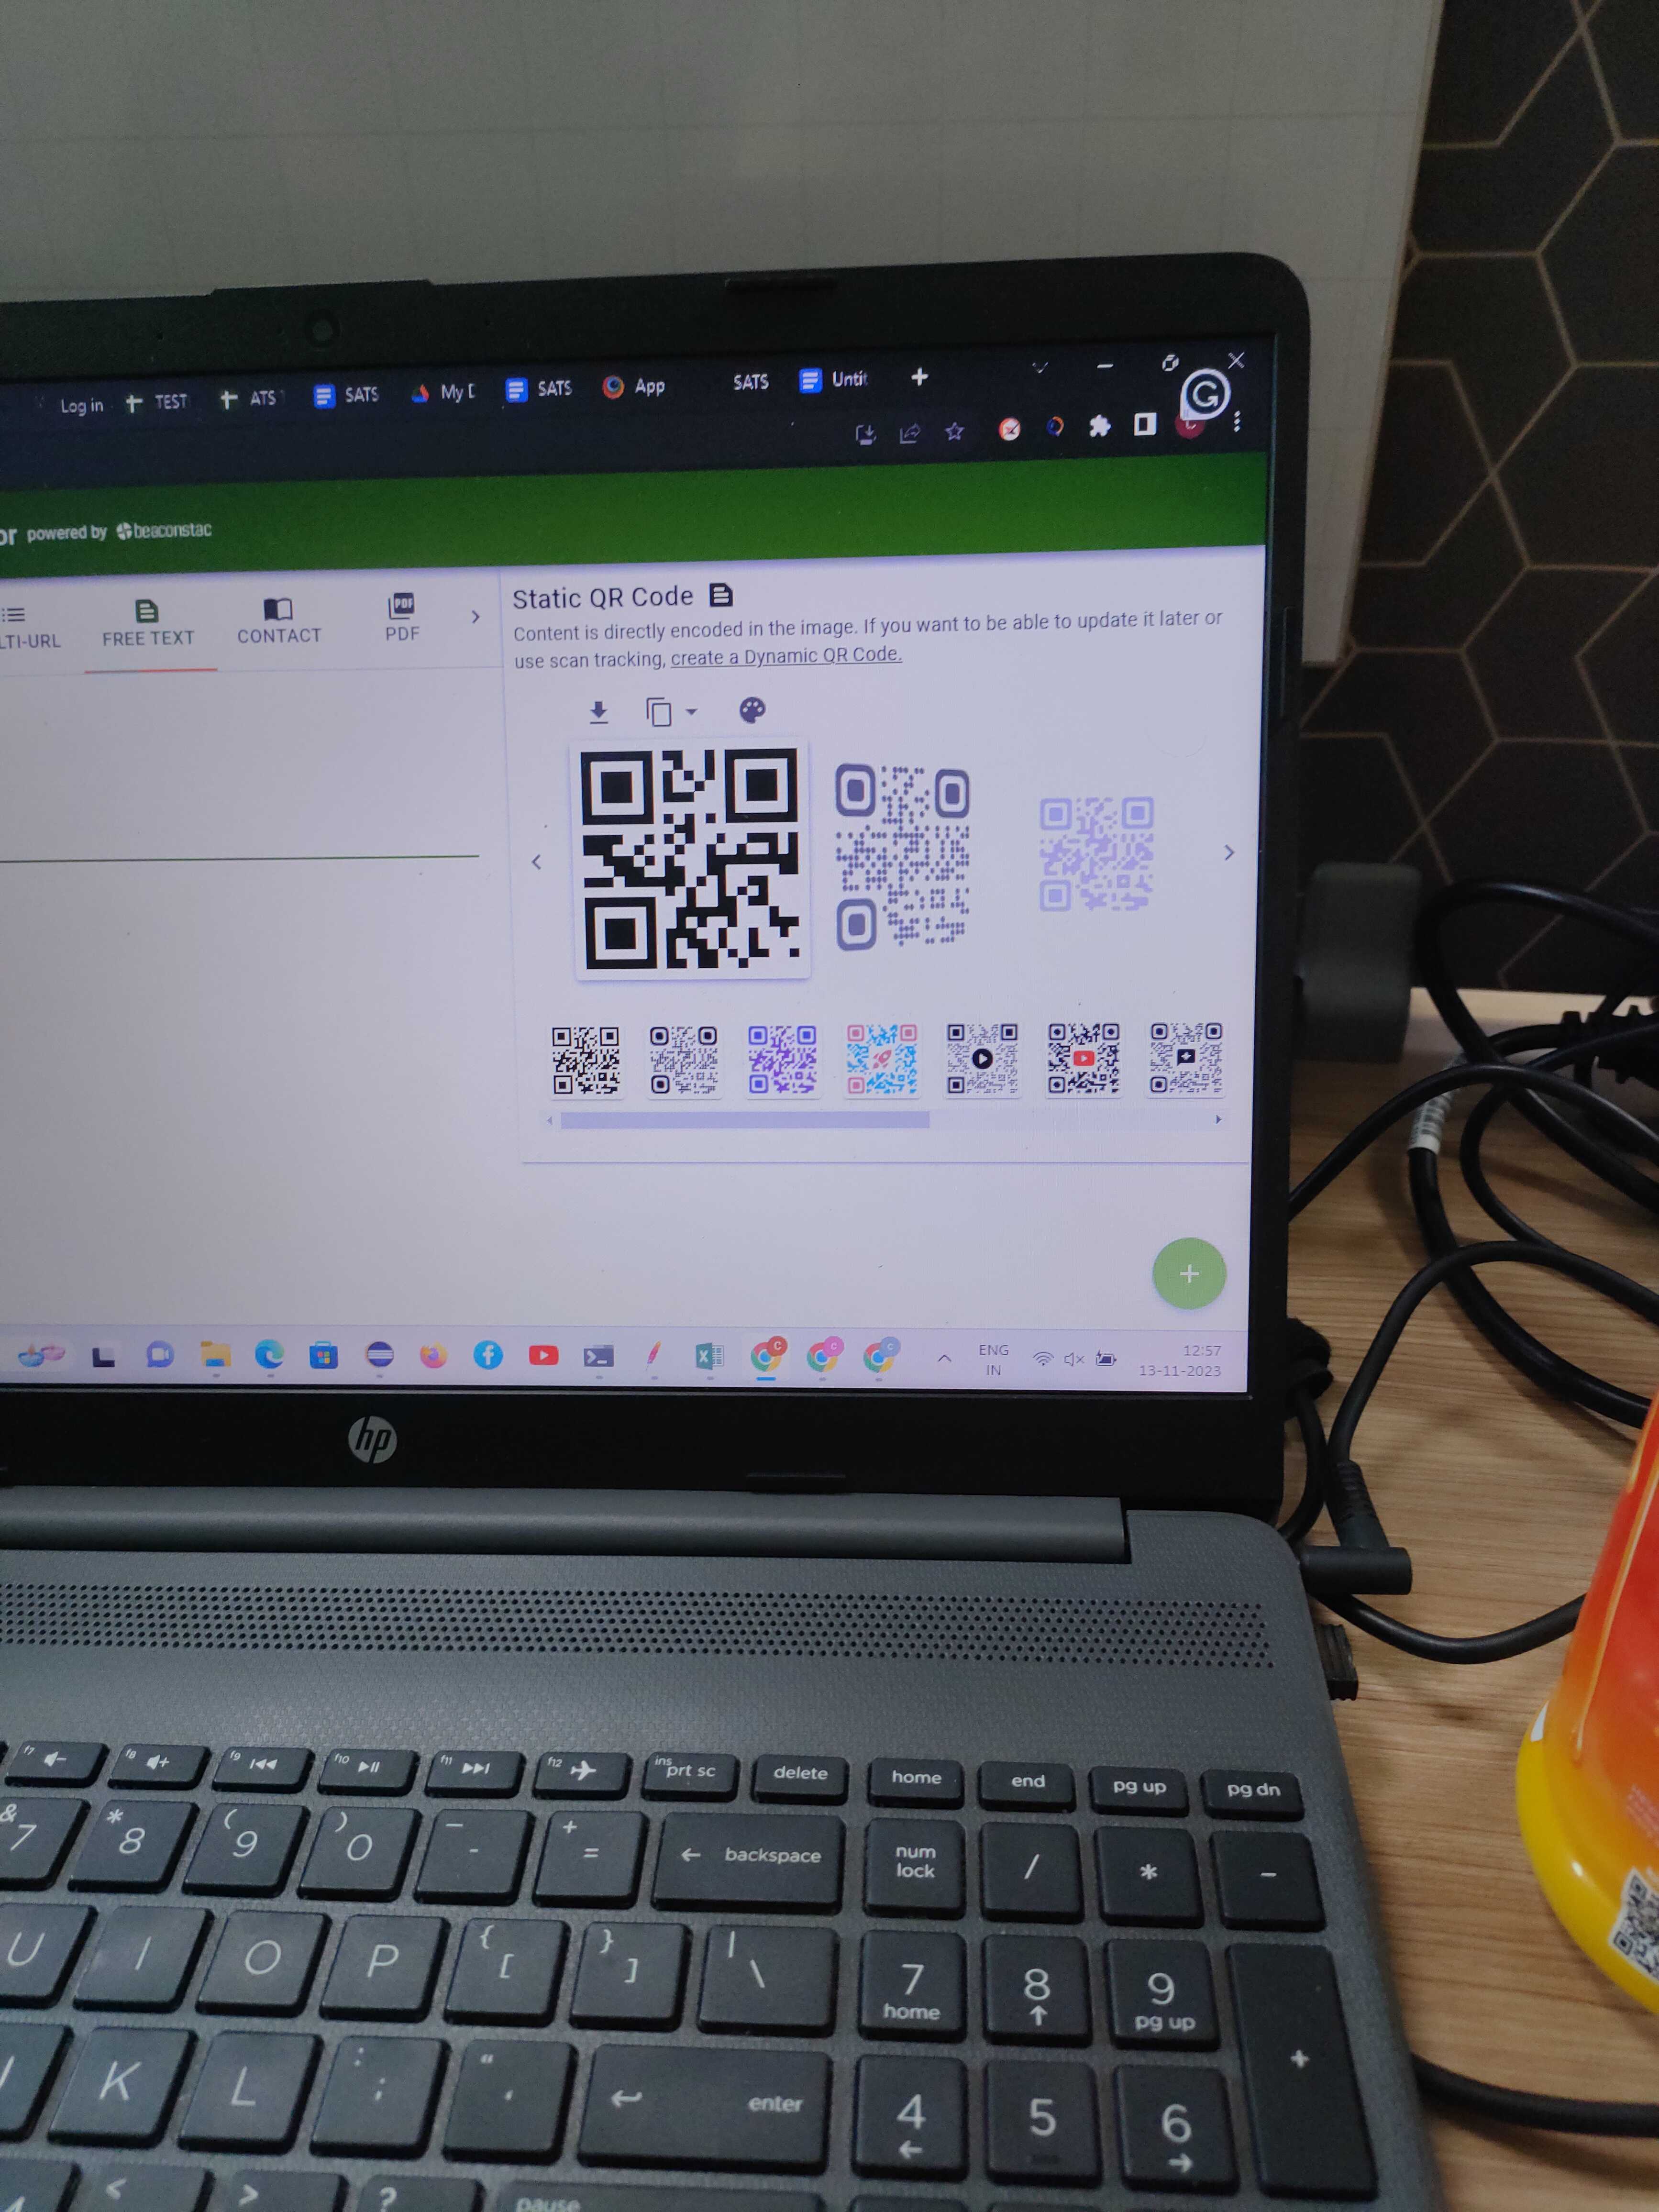 Log in TEST ATS SATS My D SATS App SATS Untit
or powered by beaconstac
LTI-URL FREE TEXT CONTACT PDF
Static QR Code
Content is directly encoded in the image. If you want to be able to update it later or
use scan tracking, create a Dynamic QR Code.
ENG
IN
12:57
13-11-2023
hp
f7 f8 f9 f10 f11 f12 ins prt sc delete home end pg up pg dn
& 7 * 8 ( 9 ) 0 _ - + = ← backspace num lock / * -
U I O P { [ } ] | \ 7 home 8 ↑ 9 pg up +
K L : ; " ' enter 4 ← 5 6 →
< > ? pause